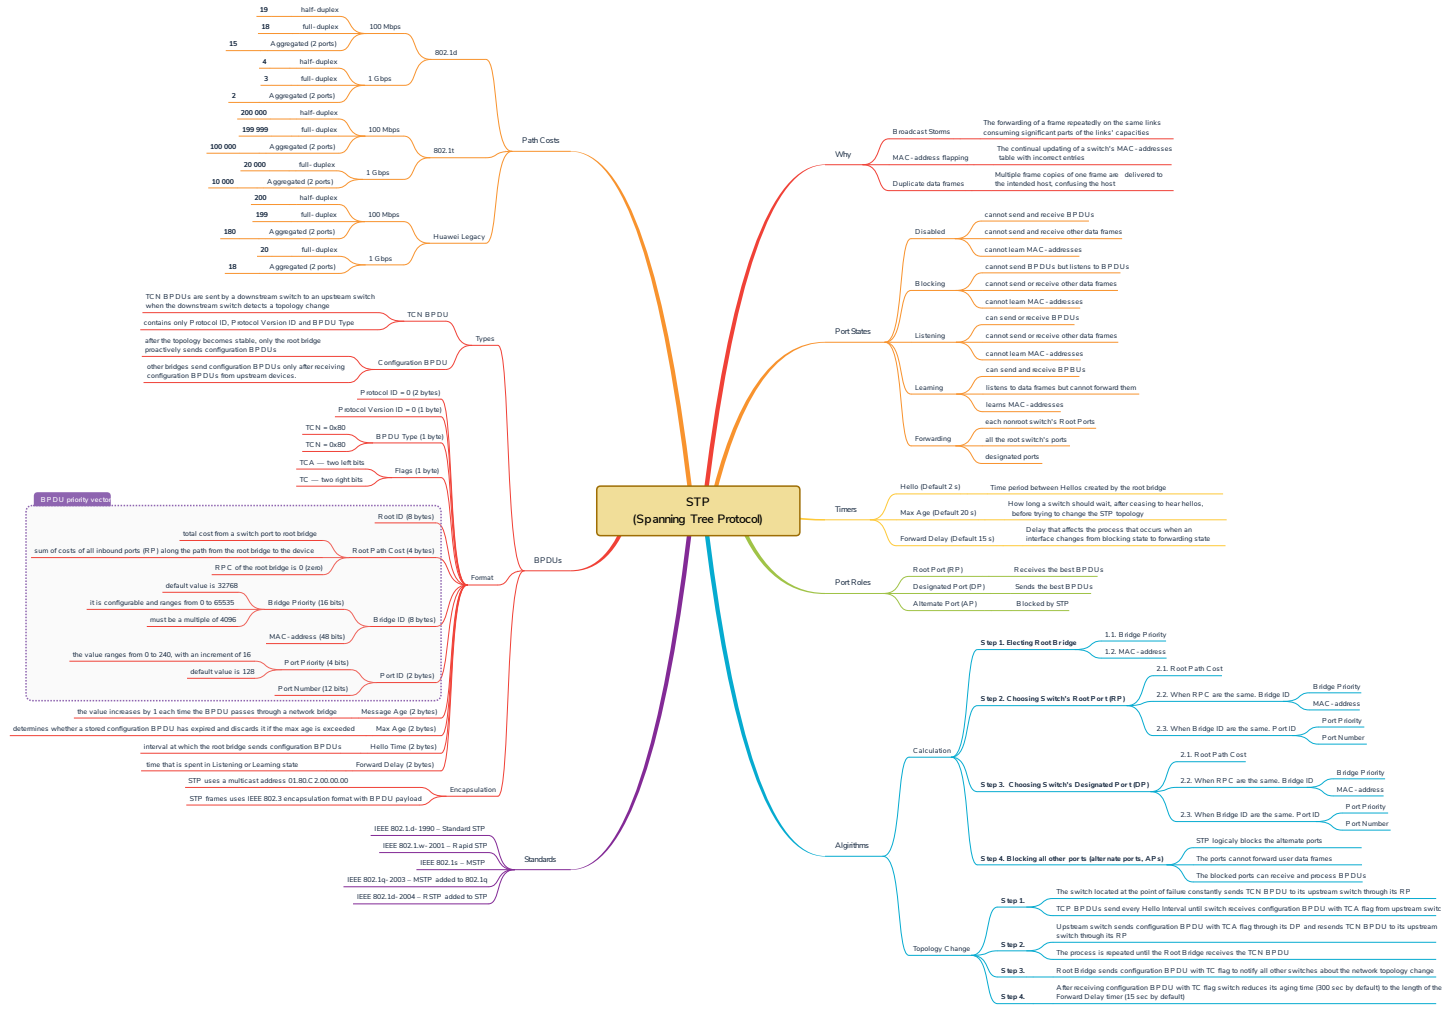 STP
(Spanning Tree Protocol)
Path Costs
802.1d
100 Mbps
19 half-duplex
18 full-duplex
15 Aggregated (2 ports)
1 Gbps
4 half-duplex
3 full-duplex
2 Aggregated (2 ports)
802.1t
100 Mbps
200 000 half-duplex
199 999 full-duplex
100 000 Aggregated (2 ports)
1 Gbps
20 000 full-duplex
10 000 Aggregated (2 ports)
Huawei Legacy
100 Mbps
200 half-duplex
199 full-duplex
180 Aggregated (2 ports)
1 Gbps
20 full-duplex
18 Aggregated (2 ports)
BPDUs
Types
TCN BPDU
TCN BPDUs are sent by a downstream switch to an upstream switch
when the downstream switch detects a topology change
contains only Protocol ID, Protocol Version ID and BPDU Type
Configuration BPDU
after the topology becomes stable, only the root bridge
proactively sends configuration BPDUs
other bridges send configuration BPDUs only after receiving
configuration BPDUs from upstream devices.
Format
Protocol ID = 0 (2 bytes)
Protocol Version ID = 0 (1 byte)
BPDU Type (1 byte)
TCN = 0x80
TCN = 0x80
Flags (1 byte)
TCA — two left bits
TC — two right bits
BPDU priority vector
Root ID (8 bytes)
Root Path Cost (4 bytes)
total cost from a switch port to root bridge
sum of costs of all inbound ports (RP) along the path from the root bridge to the device
RPC of the root bridge is 0 (zero)
Bridge ID (8 bytes)
Bridge Priority (16 bits)
default value is 32768
it is configurable and ranges from 0 to 65535
must be a multiple of 4096
MAC-address (48 bits)
Port ID (2 bytes)
Port Priority (4 bits)
the value ranges from 0 to 240, with an increment of 16
default value is 128
Port Number (12 bits)
the value increases by 1 each time the BPDU passes through a network bridge Message Age (2 bytes)
determines whether a stored configuration BPDU has expired and discards it if the max age is exceeded Max Age (2 bytes)
interval at which the root bridge sends configuration BPDUs Hello Time (2 bytes)
time that is spent in Listening or Learning state Forward Delay (2 bytes)
Encapsulation
STP uses a multicast address 01.80.C2.00.00.00
STP frames uses IEEE 802.3 encapsulation format with BPDU payload
Standards
IEEE 802.1.d-1990 – Standard STP
IEEE 802.1.w-2001 – Rapid STP
IEEE 802.1s – MSTP
IEEE 802.1q-2003 – MSTP added to 802.1q
IEEE 802.1d-2004 – RSTP added to STP
Why
Broadcast Storms
The forwarding of a frame repeatedly on the same links
consuming significant parts of the links' capacities
MAC-address flapping
The continual updating of a switch's MAC-addresses
table with incorrect entries
Duplicate data frames
Multiple frame copies of one frame are delivered to
the intended host, confusing the host
Port States
Disabled
cannot send and receive BPDUs
cannot send and receive other data frames
cannot learn MAC-addresses
Blocking
cannot send BPDUs but listens to BPDUs
cannot send or receive other data frames
cannot learn MAC-addresses
Listening
can send or receive BPDUs
cannot send or receive other data frames
cannot learn MAC-addresses
Learning
can send and receive BPBUs
listens to data frames but cannot forward them
learns MAC-addresses
Forwarding
each nonroot switch's Root Ports
all the root switch's ports
designated ports
Timers
Hello (Default 2 s) Time period between Hellos created by the root bridge
Max Age (Default 20 s)
How long a switch should wait, after ceasing to hear hellos,
before trying to change the STP topology
Forward Delay (Default 15 s)
Delay that affects the process that occurs when an
interface changes from blocking state to forwarding state
Port Roles
Root Port (RP) Receives the best BPDUs
Designated Port (DP) Sends the best BPDUs
Alternate Port (AP) Blocked by STP
Algirithms
Calculation
Step 1. Electing Root Bridge
1.1. Bridge Priority
1.2. MAC-address
Step 2. Choosing Switch's Root Port (RP)
2.1. Root Path Cost
2.2. When RPC are the same. Bridge ID
Bridge Priority
MAC-address
2.3. When Bridge ID are the same. Port ID
Port Priority
Port Number
Step 3. Choosing Switch's Designated Port (DP)
2.1. Root Path Cost
2.2. When RPC are the same. Bridge ID
Bridge Priority
MAC-address
2.3. When Bridge ID are the same. Port ID
Port Priority
Port Number
Step 4. Blocking all other ports (alternate ports, APs)
STP logicaly blocks the alternate ports
The ports cannot forward user data frames
The blocked ports can receive and process BPDUs
Topology Change
Step 1.
The switch located at the point of failure constantly sends TCN BPDU to its upstream switch through its RP
TCP BPDUs send every Hello Interval until switch receives configuration BPDU with TCA flag from upstream switc
Step 2.
Upstream switch sends configuration BPDU with TCA flag through its DP and resends TCN BPDU to its upstream
switch through its RP
The process is repeated until the Root Bridge receives the TCN BPDU
Step 3. Root Bridge sends configuration BPDU with TC flag to notify all other switches about the network topology change
Step 4.
After receiving configuration BPDU with TC flag switch reduces its aging time (300 sec by default) to the length of the
Forward Delay timer (15 sec by default)